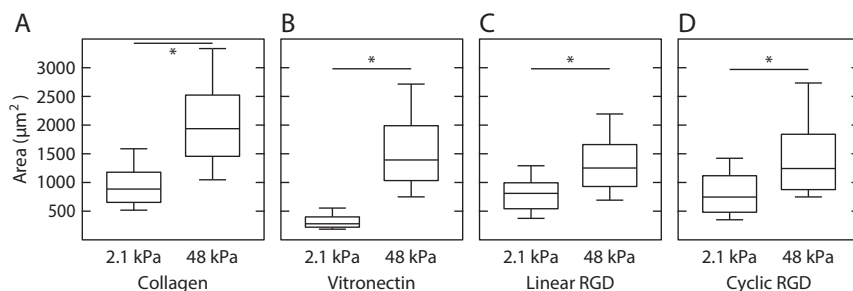 A
B
C
D
Area (μm²)
3000
2500
2000
1500
1000
500
*
*
*
*
2.1 kPa 48 kPa
2.1 kPa 48 kPa
2.1 kPa 48 kPa
2.1 kPa 48 kPa
Collagen
Vitronectin
Linear RGD
Cyclic RGD